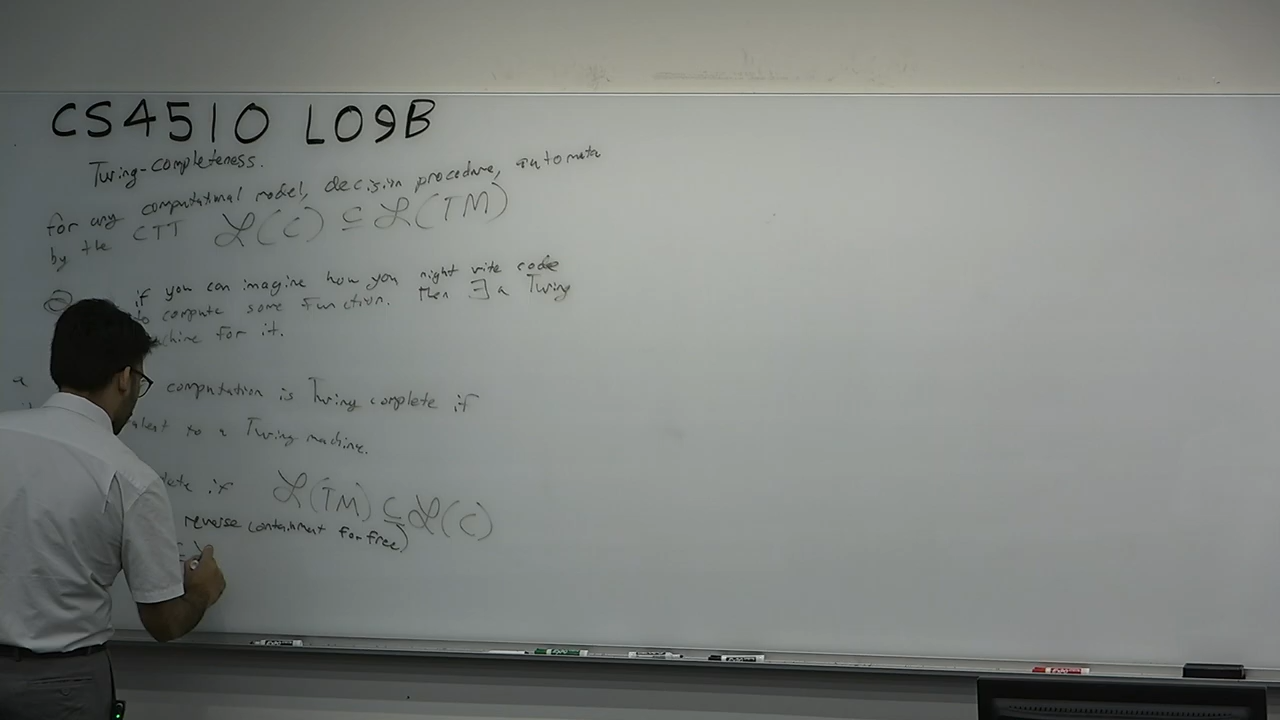 CS4510 L09B
Turing-completeness.
for any computational model, decision procedure, automata
by the CTT ℒ(C) ⊆ ℒ(TM)
if you can imagine how you might write code
to compute some function. then ∃ a Turing
chine for it.
a computation is Turing complete if
to a Turing machine.
if ℒ(TM) ⊆ ℒ(C)
reverse containment for free)